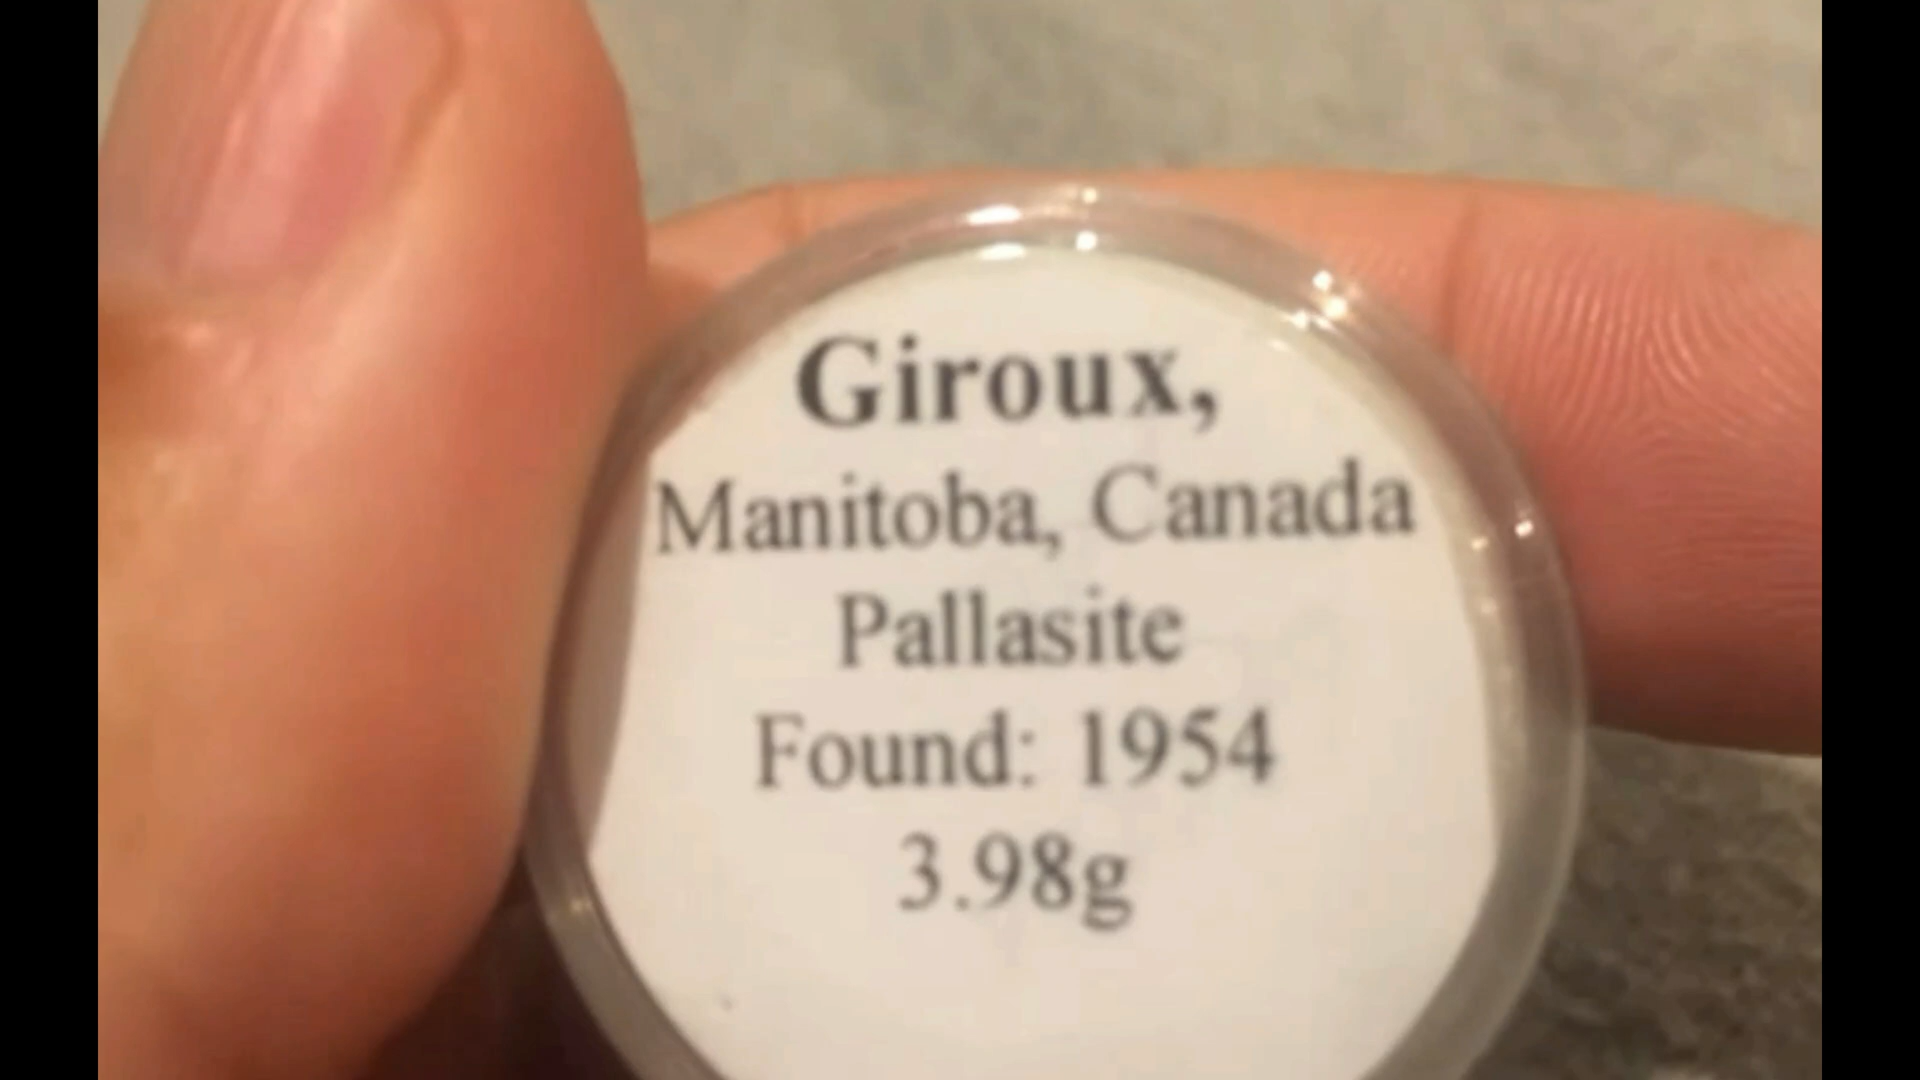 Giroux,
Manitoba, Canada
Pallasite
Found: 1954
3.98g